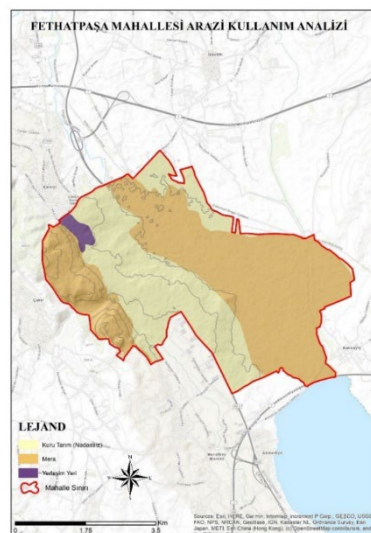 FETHATPAŞA MAHALLESİ ARAZİ KULLANIM ANALİZİ
LEJAND
Kuru Tarım (Nadaslı)
Mera
Yerleşim Yeri
Mahalle Sınırı
N
Km
0 1.75 3.5
Sources: Esri, HERE, Garmin, Intermap, increment P Corp., GEBCO, USGS,
FAO, NPS, NRCAN, GeoBase, IGN, Kadaster NL, Ordnance Survey, Esri
Japan, METI, Esri China (Hong Kong), (c) OpenStreetMap contributors, and